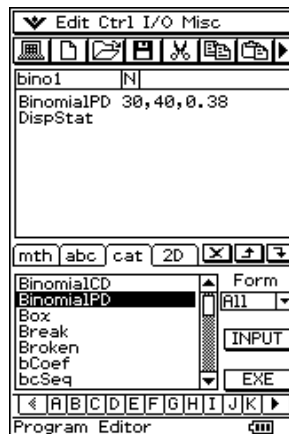 Edit Ctrl I/O Misc
bino1 N
BinomialPD 30,40,0.38
DispStat
mth abc cat 2D
BinomialCD
BinomialPD
Box
Break
Broken
bCoef
bcSeq
Form
All
INPUT
EXE
A B C D E F G H I J K
Program Editor